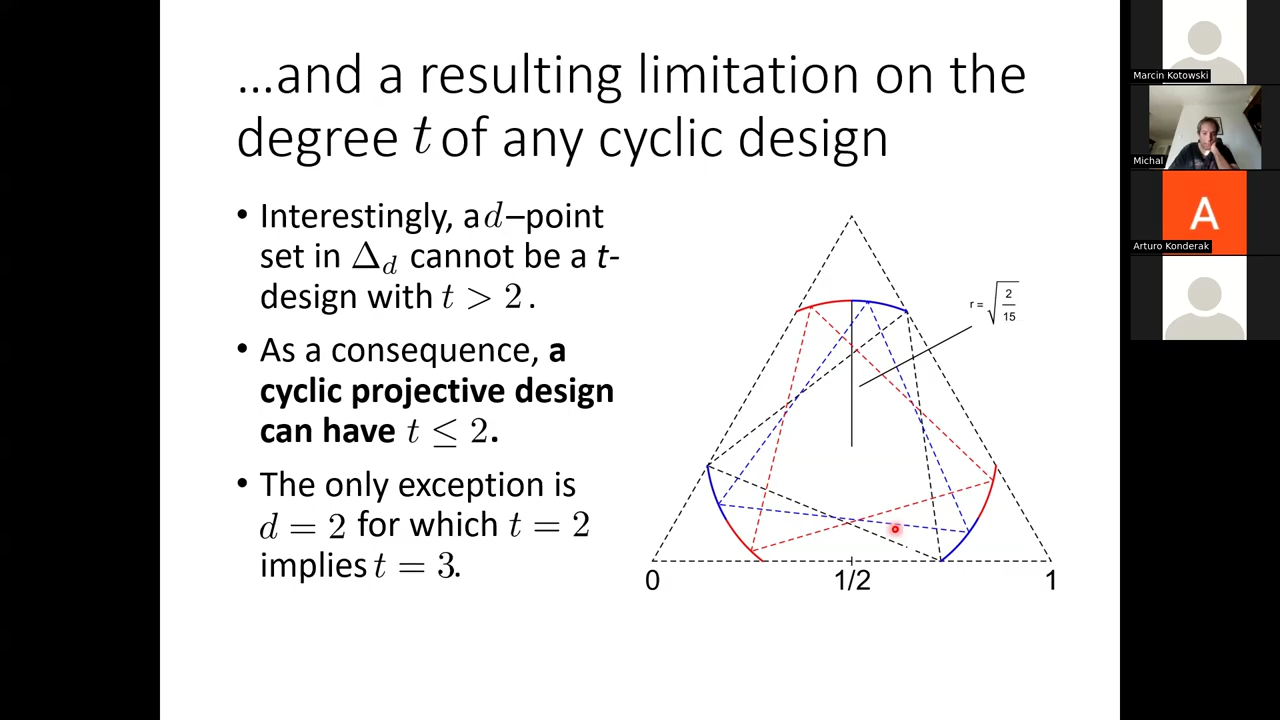 ...and a resulting limitation on the
degree t of any cyclic design
• Interestingly, a d–point
set in Δ_d cannot be a t-
design with t > 2 .
• As a consequence, a
cyclic projective design
can have t ≤ 2.
• The only exception is
d = 2 for which t = 2
implies t = 3.
r = √(2/15)
0 1/2 1
Marcin Kotowski
Michal
A
Arturo Konderak